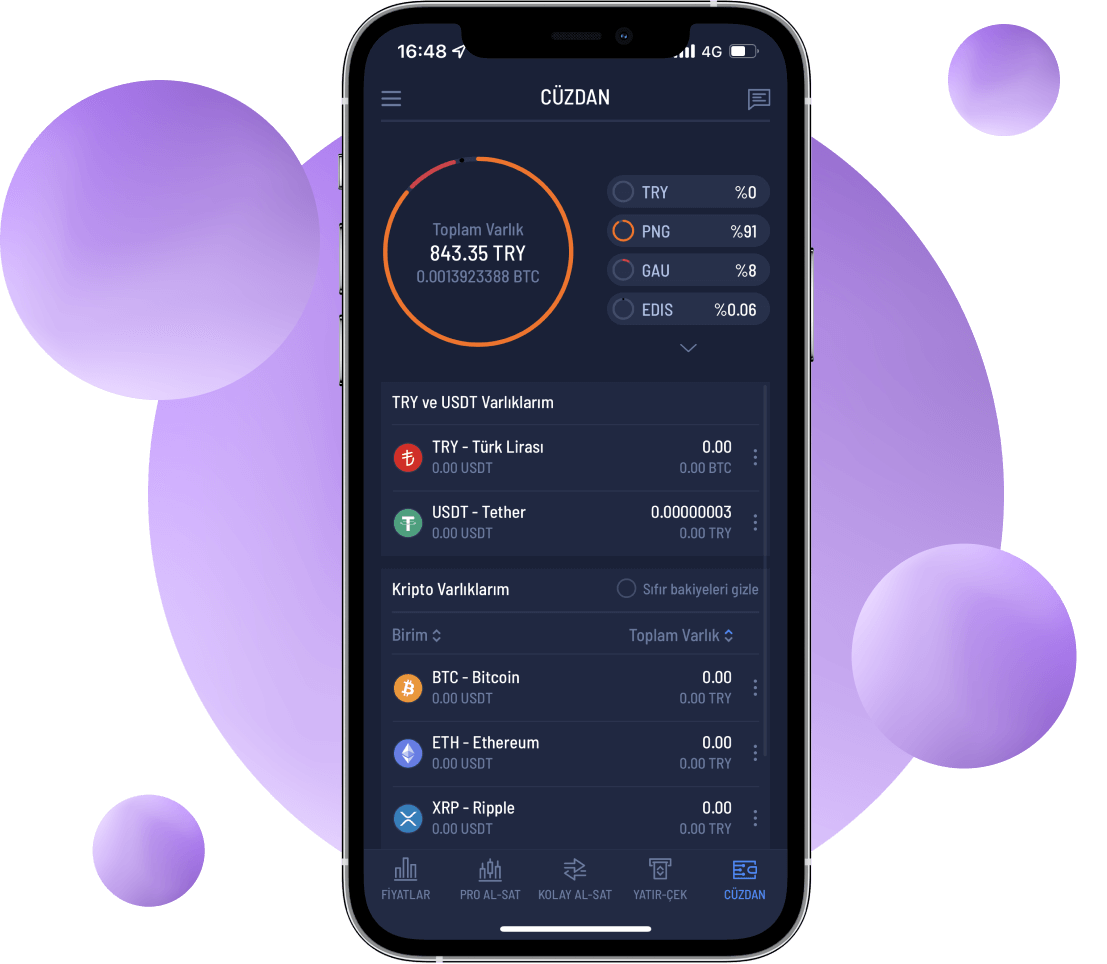 16:48 4G
CÜZDAN
Toplam Varlık
843.35 TRY
0.0013923388 BTC
TRY %0
PNG %91
GAU %8
EDIS %0.06
TRY ve USDT Varlıklarım
TRY - Türk Lirası 0.00
0.00 USDT 0.00 BTC
USDT - Tether 0.00000003
0.00 USDT 0.00 TRY
Kripto Varlıklarım Sıfır bakiyeleri gizle
Birim Toplam Varlık
BTC - Bitcoin 0.00
0.00 USDT 0.00 TRY
ETH - Ethereum 0.00
0.00 USDT 0.00 TRY
XRP - Ripple 0.00
0.00 USDT 0.00 TRY
FİYATLAR PRO AL-SAT KOLAY AL-SAT YATIR-ÇEK CÜZDAN